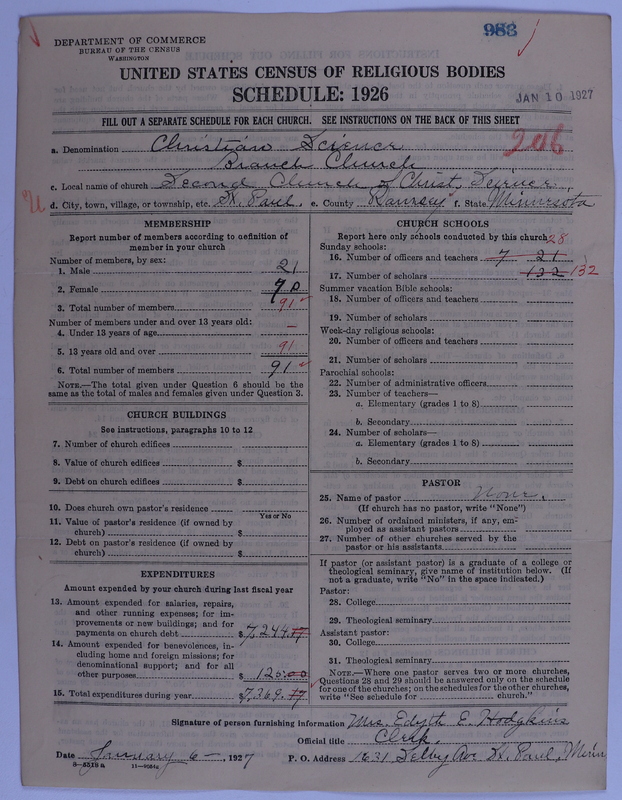 983
DEPARTMENT OF COMMERCE
BUREAU OF THE CENSUS
WASHINGTON
UNITED STATES CENSUS OF RELIGIOUS BODIES
SCHEDULE: 1926
JAN 10 1927
FILL OUT A SEPARATE SCHEDULE FOR EACH CHURCH. SEE INSTRUCTIONS ON THE BACK OF THIS SHEET
a. Denomination Christian Science
Branch Church
206
c. Local name of church Second Church of Christ, Scientist,
d. City, town, village, or township, etc. St. Paul, e. County Ramsey f. State Minnesota
MEMBERSHIP
Report number of members according to definition of member in your church
Number of members, by sex:
1. Male 21
2. Female 70
3. Total number of members 91
Number of members under and over 13 years old:
4. Under 13 years of age —
5. 13 years old and over 91
6. Total number of members 91
NOTE.—The total given under Question 6 should be the same as the total of males and females given under Question 3.
CHURCH BUILDINGS
See instructions, paragraphs 10 to 12
7. Number of church edifices
8. Value of church edifices $
9. Debt on church edifices $
10. Does church own pastor's residence
Yes or No
11. Value of pastor's residence (if owned by church) $
12. Debt on pastor's residence (if owned by church) $
EXPENDITURES
Amount expended by your church during last fiscal year
13. Amount expended for salaries, repairs, and other running expenses; for improvements or new buildings; and for payments on church debt $7,244.77
14. Amount expended for benevolences, including home and foreign missions; for denominational support; and for all other purposes $ 125.00
15. Total expenditures during year $7,369.77
CHURCH SCHOOLS
Report here only schools conducted by this church
Sunday schools: 28
16. Number of officers and teachers 7 21
17. Number of scholars 132 132
Summer vacation Bible schools:
18. Number of officers and teachers
19. Number of scholars
Week-day religious schools:
20. Number of officers and teachers
21. Number of scholars
Parochial schools:
22. Number of administrative officers
23. Number of teachers—
a. Elementary (grades 1 to 8)
b. Secondary
24. Number of scholars—
a. Elementary (grades 1 to 8)
b. Secondary
PASTOR
25. Name of pastor None.
(If church has no pastor, write "None")
26. Number of ordained ministers, if any, employed as assistant pastors
27. Number of other churches served by the pastor or his assistants
If pastor (or assistant pastor) is a graduate of a college or theological seminary, give name of institution below. (If not a graduate, write "No" in the space indicated.)
Pastor:
28. College
29. Theological seminary
Assistant pastor:
30. College
31. Theological seminary
NOTE.—Where one pastor serves two or more churches, Questions 28 and 29 should be answered only on the schedule for one of the churches; on the schedules for the other churches, write "See schedule for church."
Signature of person furnishing information Mrs. Edyth E. Hodgkins
Official title Clerk,
Date January 6—, 1927 P. O. Address 1631 Selby Av. St. Paul, Minn
8—5318a 11—9034